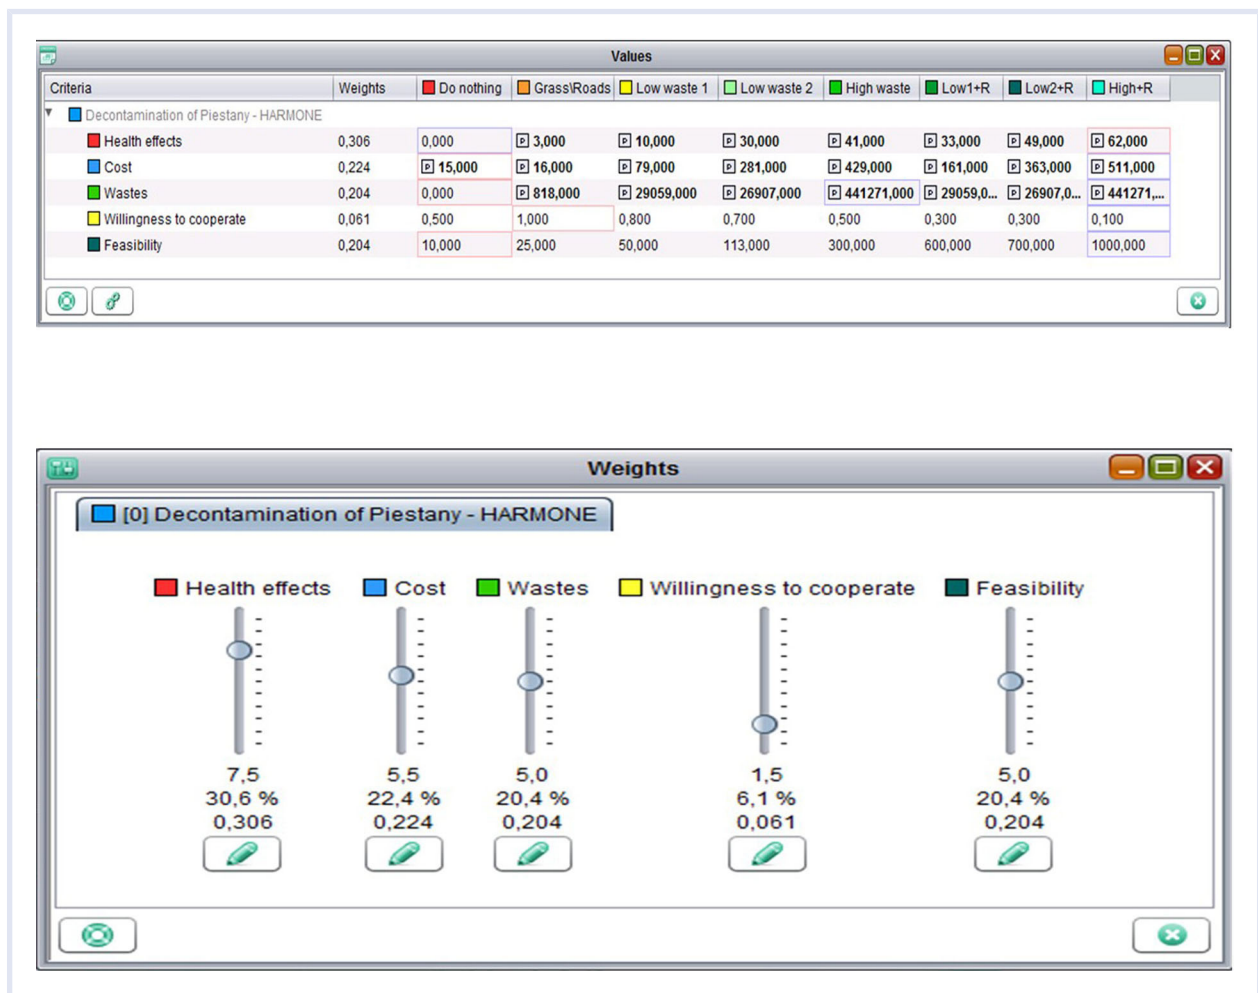 Values
Criteria Weights Do nothing Grass\Roads Low waste 1 Low waste 2 High waste Low1+R Low2+R High+R
Decontamination of Piestany - HARMONE
Health effects 0,306 0,000 P 3,000 P 10,000 P 30,000 P 41,000 P 33,000 P 49,000 P 62,000
Cost 0,224 P 15,000 P 16,000 P 79,000 P 281,000 P 429,000 P 161,000 P 363,000 P 511,000
Wastes 0,204 0,000 P 818,000 P 29059,000 P 26907,000 P 441271,000 P 29059,0... P 26907,0... P 441271,...
Willingness to cooperate 0,061 0,500 1,000 0,800 0,700 0,500 0,300 0,300 0,100
Feasibility 0,204 10,000 25,000 50,000 113,000 300,000 600,000 700,000 1000,000
Weights
[0] Decontamination of Piestany - HARMONE
Health effects Cost Wastes Willingness to cooperate Feasibility
7,5 5,5 5,0 1,5 5,0
30,6 % 22,4 % 20,4 % 6,1 % 20,4 %
0,306 0,224 0,204 0,061 0,204